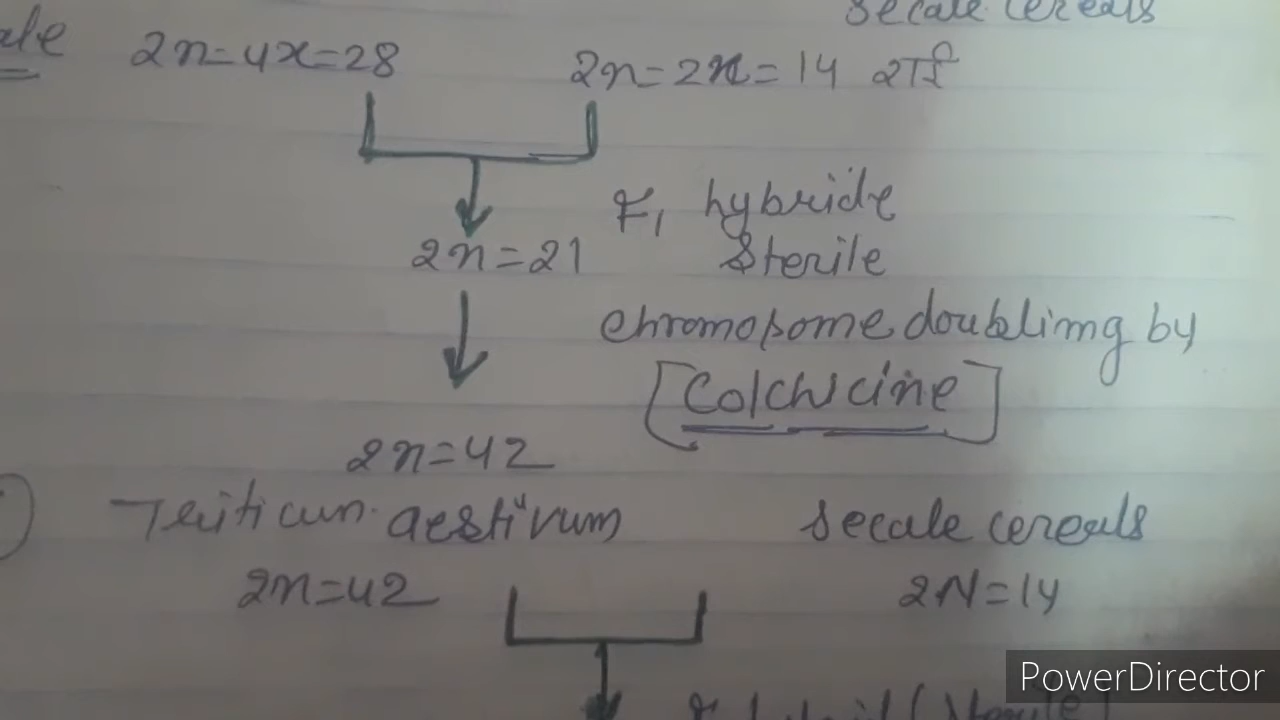 Secale cereals
ale 2n=4x=28
2n=2x=14
F1 hybride
2n=21 Sterile
Chromosome doubling by
[Colchicine]
2n=42
Triticum aestivum Secale cereals
2n=42 2N=14
PowerDirector